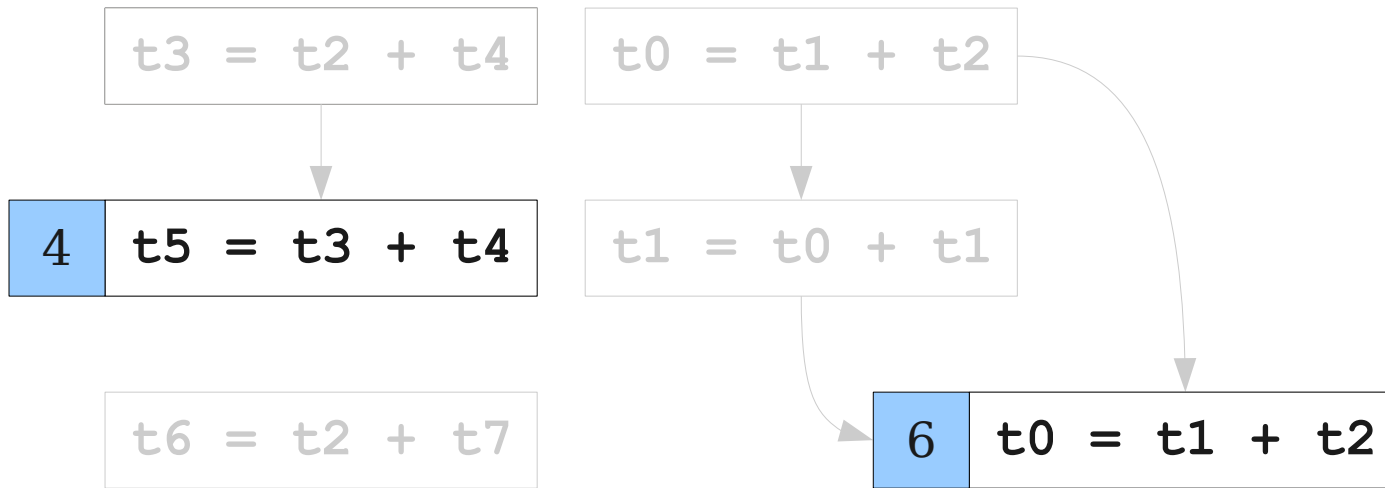 t3 = t2 + t4
t0 = t1 + t2
4 t5 = t3 + t4
t1 = t0 + t1
t6 = t2 + t7
6 t0 = t1 + t2